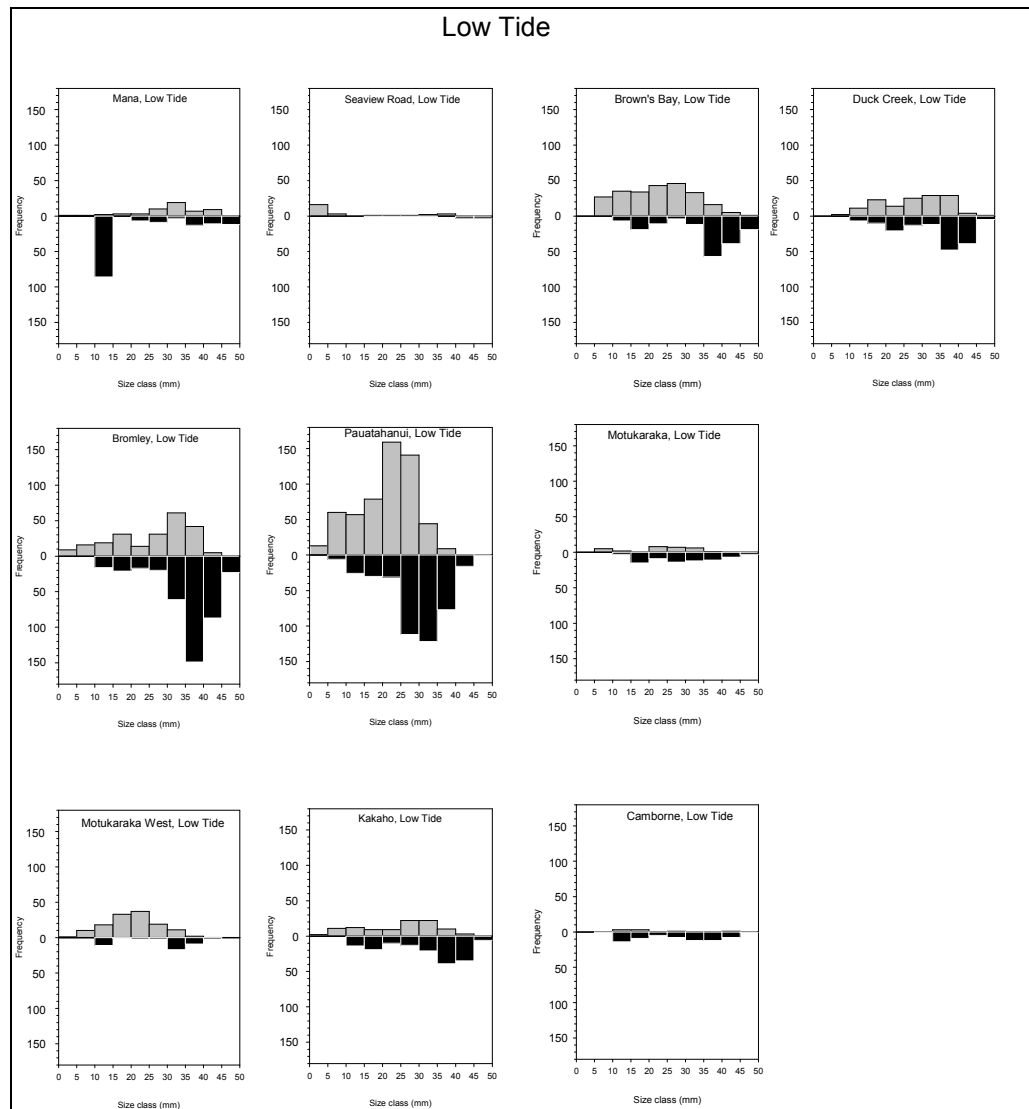 Low Tide
Mana, Low Tide
150
100
50
0
50
100
150
Frequency
0 5 10 15 20 25 30 35 40 45 50
Size class (mm)
Seaview Road, Low Tide
150
100
50
0
50
100
150
Frequency
0 5 10 15 20 25 30 35 40 45 50
Size class (mm)
Brown's Bay, Low Tide
150
100
50
0
50
100
150
Frequency
0 5 10 15 20 25 30 35 40 45 50
Size class (mm)
Duck Creek, Low Tide
150
100
50
0
50
100
150
Frequency
0 5 10 15 20 25 30 35 40 45 50
Size class (mm)
Bromley, Low Tide
150
100
50
0
50
100
150
Frequency
0 5 10 15 20 25 30 35 40 45 50
Size class (mm)
Pauatahanui, Low Tide
150
100
50
0
50
100
150
Frequency
0 5 10 15 20 25 30 35 40 45 50
Size class (mm)
Motukaraka, Low Tide
150
100
50
0
50
100
150
Frequency
0 5 10 15 20 25 30 35 40 45 50
Size class (mm)
Motukaraka West, Low Tide
150
100
50
0
50
100
150
Frequency
0 5 10 15 20 25 30 35 40 45 50
Size class (mm)
Kakaho, Low Tide
150
100
50
0
50
100
150
Frequency
0 5 10 15 20 25 30 35 40 45 50
Size class (mm)
Camborne, Low Tide
150
100
50
0
50
100
150
Frequency
0 5 10 15 20 25 30 35 40 45 50
Size class (mm)